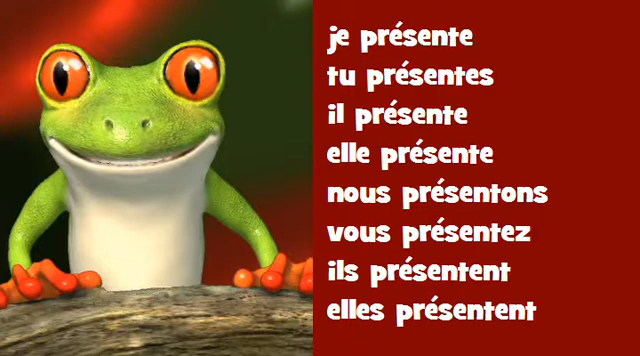 je présente
tu présentes
il présente
elle présente
nous présentons
vous présentez
ils présentent
elles présentent